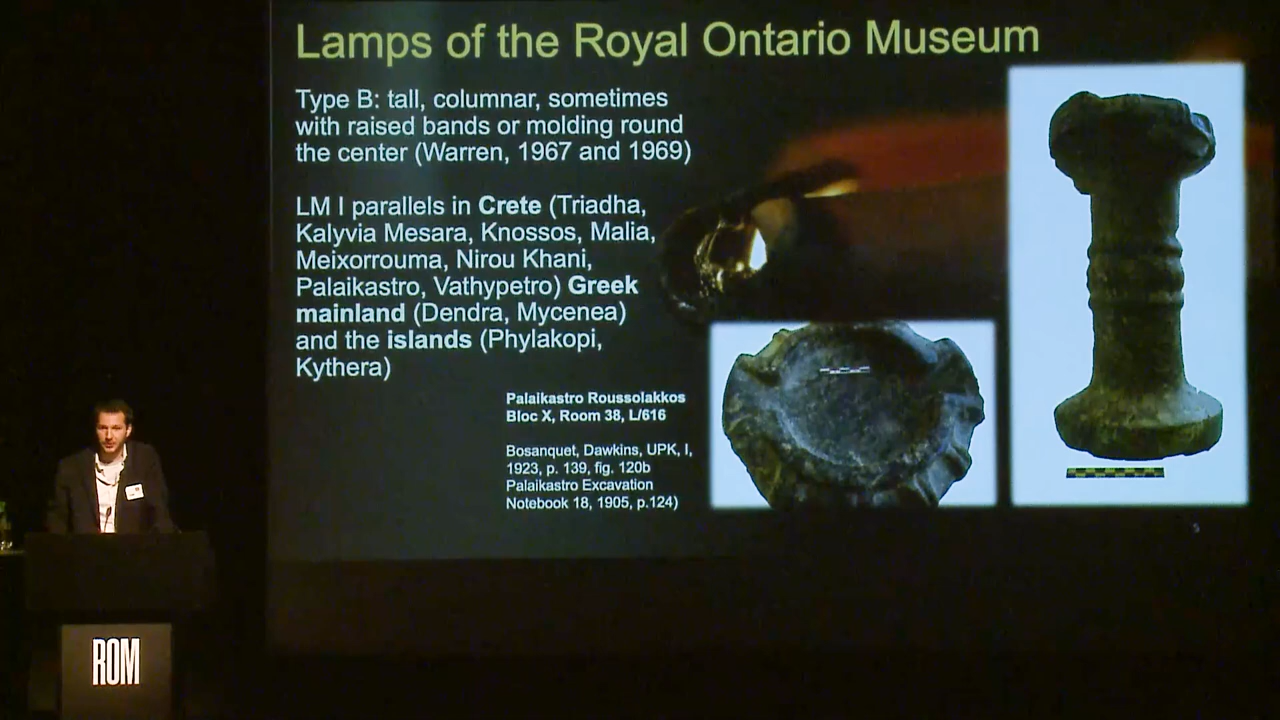 Lamps of the Royal Ontario Museum
Type B: tall, columnar, sometimes
with raised bands or molding round
the center (Warren, 1967 and 1969)
LM I parallels in Crete (Triadha,
Kalyvia Mesara, Knossos, Malia,
Meixorrouma, Nirou Khani,
Palaikastro, Vathypetro) Greek
mainland (Dendra, Mycenea)
and the islands (Phylakopi,
Kythera)
Palaikastro Roussolakkos
Bloc X, Room 38, L/616
Bosanquet, Dawkins, UPK, I,
1923, p. 139, fig. 120b
Palaikastro Excavation
Notebook 18, 1905, p.124)
5
ROM